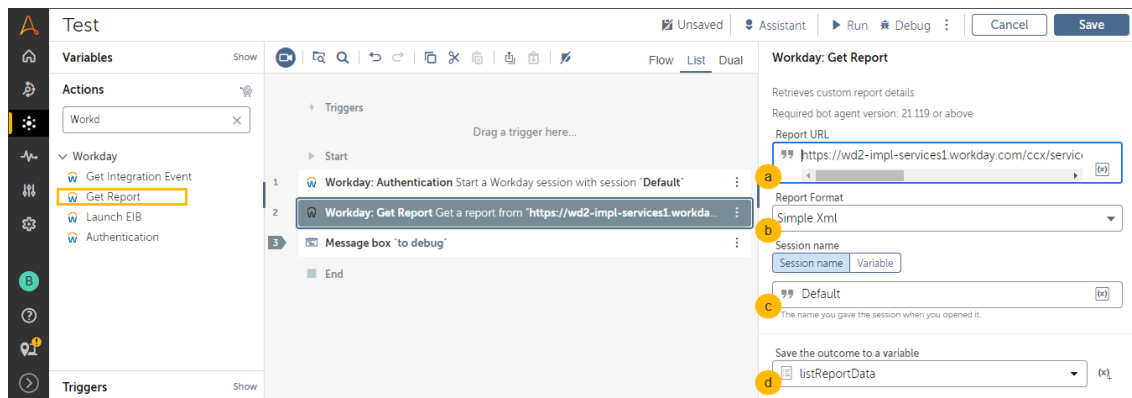 Test
Unsaved
Assistant
Run
Debug
Cancel
Save
Variables
Show
Actions
Workd
Workday
Get Integration Event
Get Report
Launch EIB
Authentication
Triggers
Show
B
Flow
List
Dual
Triggers
Drag a trigger here...
Start
1
Workday: Authentication Start a Workday session with session "Default"
2
Workday: Get Report Get a report from "https://wd2-impl-services1.workda...
3
Message box "to debug"
End
Workday: Get Report
Retrieves custom report details
Required bot agent version: 21.119 or above
Report URL
https://wd2-impl-services1.workday.com/ccx/servic
(x)
a
Report Format
Simple Xml
b
Session name
Session name
Variable
Default
(x)
c
The name you gave the session when you opened it.
Save the outcome to a variable
listReportData
(x)+
d